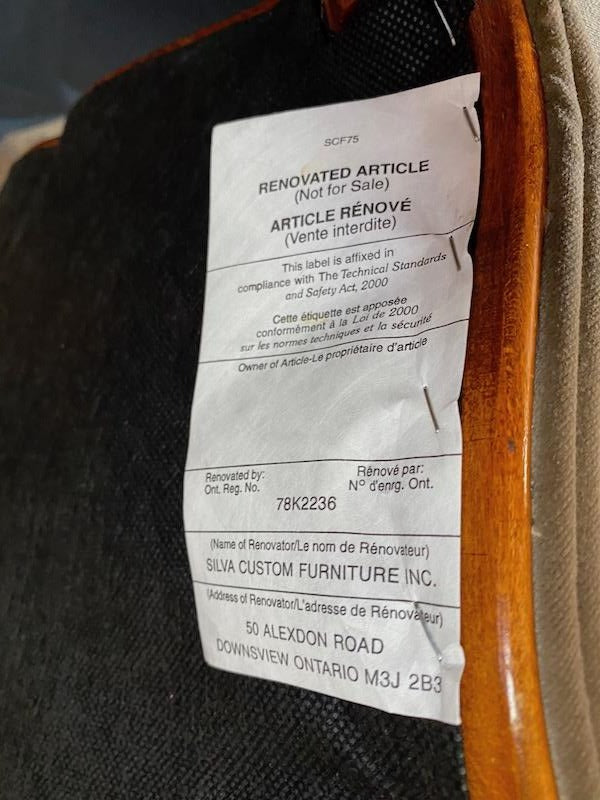 SCF75
RENOVATED ARTICLE
(Not for Sale)
ARTICLE RÉNOVÉ
(Vente interdite)
This label is affixed in
compliance with The Technical Standards
and Safety Act, 2000
Cette étiquette est apposée
conformément à la Loi de 2000
sur les normes techniques et la sécurité
Owner of Article-Le propriétaire d'article
Renovated by: Rénové par:
Ont. Reg. No. Nº d'enrg. Ont.
78K2236
(Name of Renovator/Le nom de Rénovateur)
SILVA CUSTOM FURNITURE INC.
(Address of Renovator/L'adresse de Rénovateur)
50 ALEXDON ROAD
DOWNSVIEW ONTARIO M3J 2B3